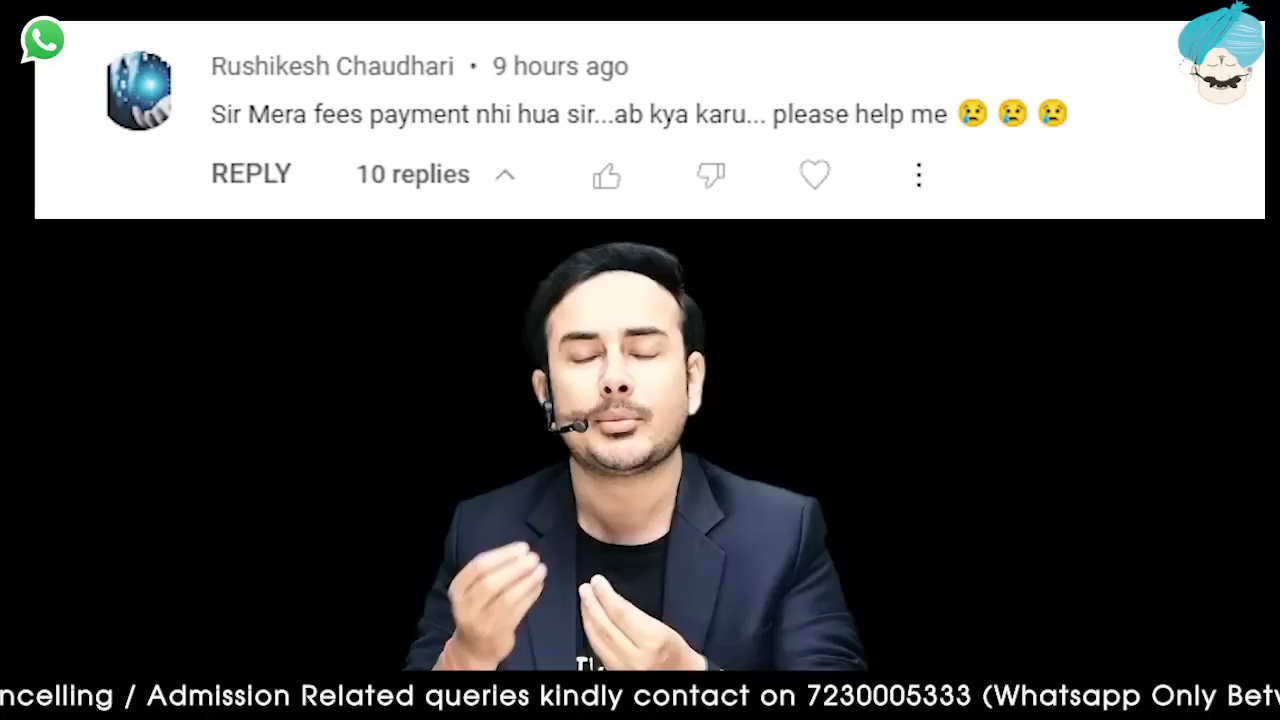 Rushikesh Chaudhari • 9 hours ago
Sir Mera fees payment nhi hua sir...ab kya karu... please help me 😢 😢 😢
REPLY 10 replies
ncelling / Admission Related queries kindly contact on 7230005333 (Whatsapp Only Betw